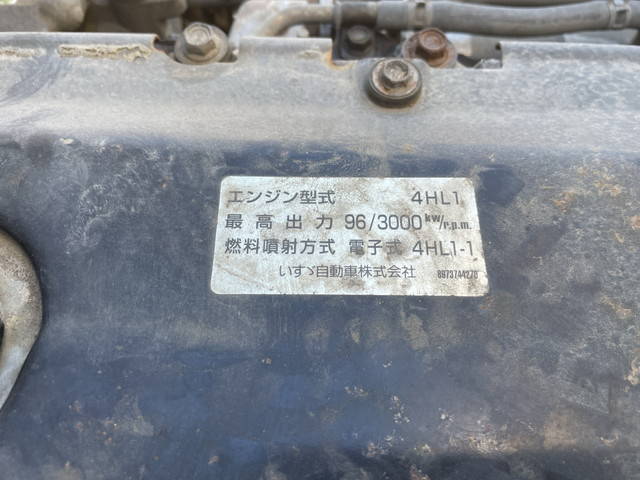 エンジン型式 4HL1
最高出力 96/3000 kw/r.p.m.
燃料噴射方式 電子式 4HL1-1
いすゞ自動車株式会社 8973744270